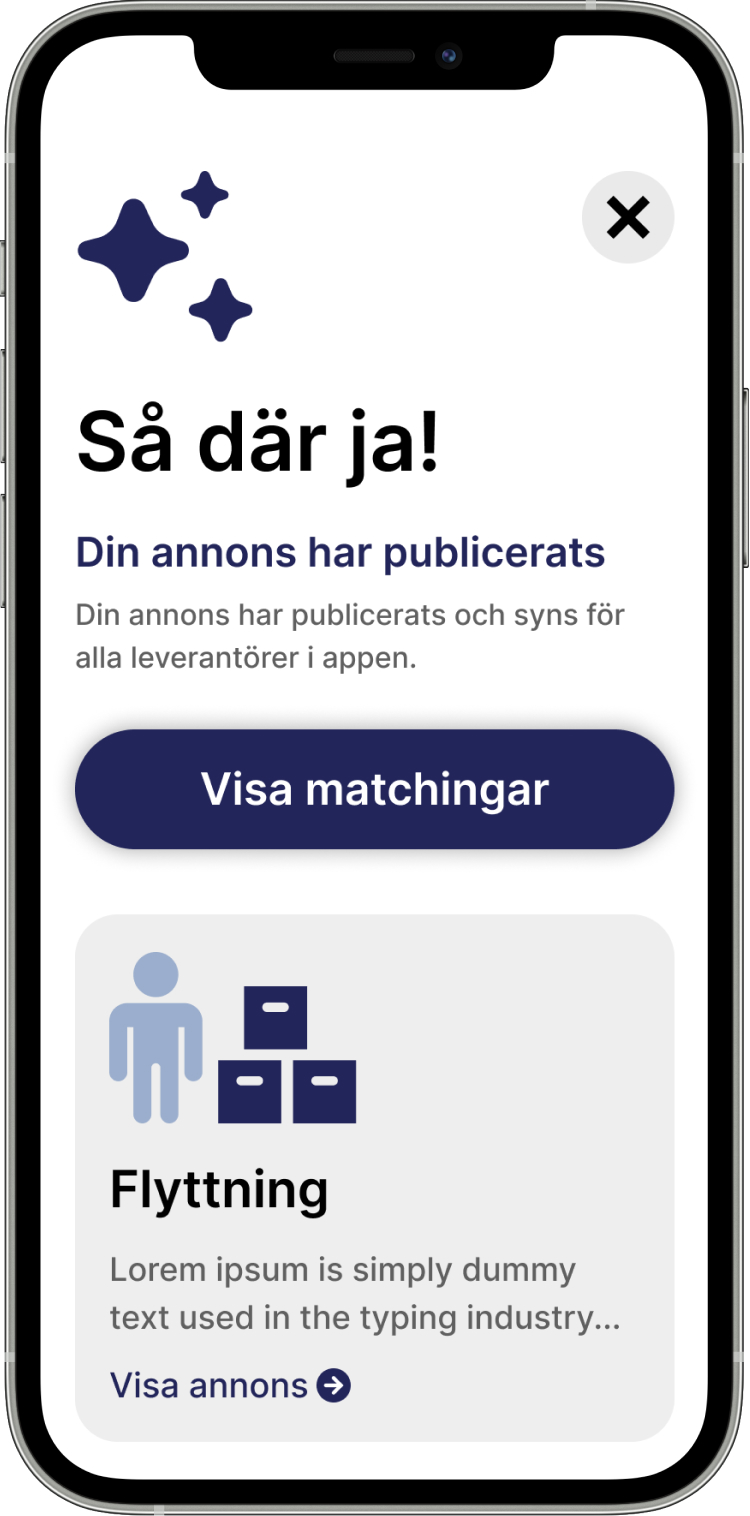 Så där ja!
Din annons har publicerats
Din annons har publicerats och syns för
alla leverantörer i appen.
Visa matchingar
Flyttning
Lorem ipsum is simply dummy
text used in the typing industry...
Visa annons